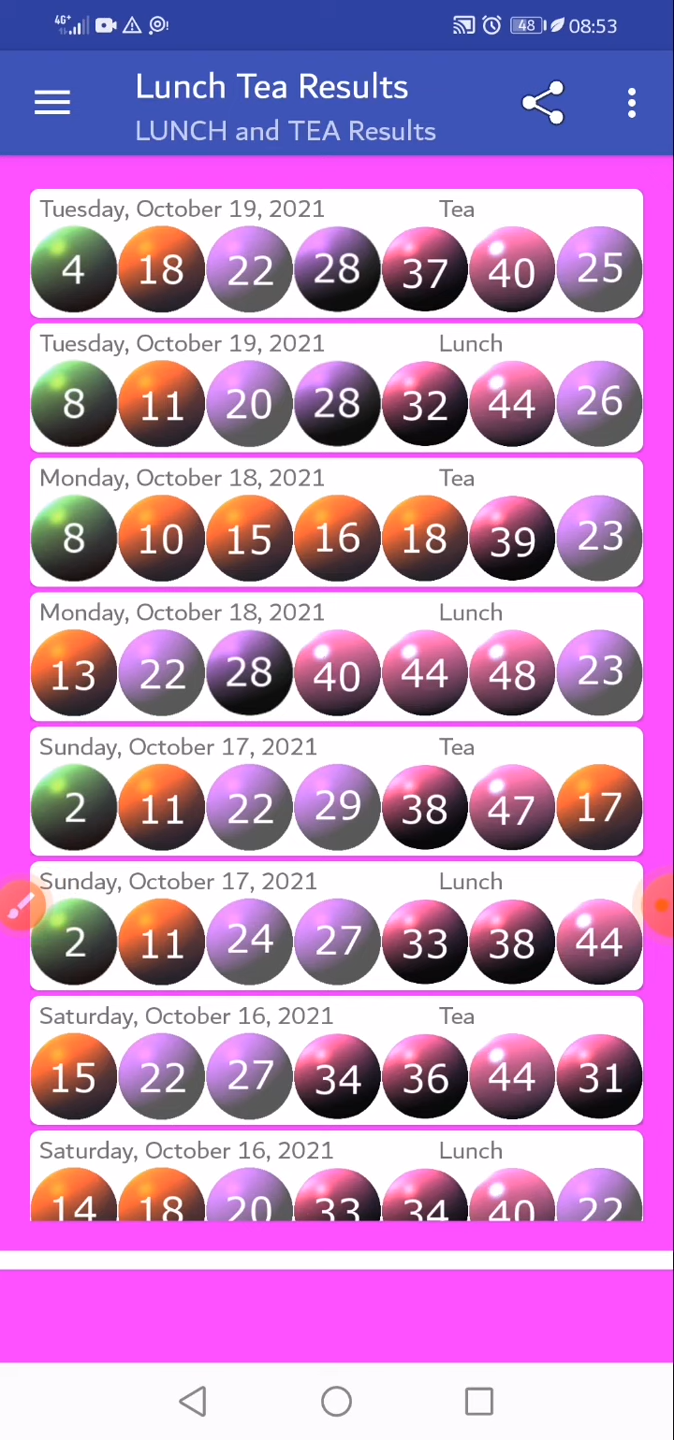 4G+ 48 08:53
Lunch Tea Results
LUNCH and TEA Results
Tuesday, October 19, 2021 Tea
4 18 22 28 37 40 25
Tuesday, October 19, 2021 Lunch
8 11 20 28 32 44 26
Monday, October 18, 2021 Tea
8 10 15 16 18 39 23
Monday, October 18, 2021 Lunch
13 22 28 40 44 48 23
Sunday, October 17, 2021 Tea
2 11 22 29 38 47 17
Sunday, October 17, 2021 Lunch
2 11 24 27 33 38 44
Saturday, October 16, 2021 Tea
15 22 27 34 36 44 31
Saturday, October 16, 2021 Lunch
14 18 20 33 34 40 22